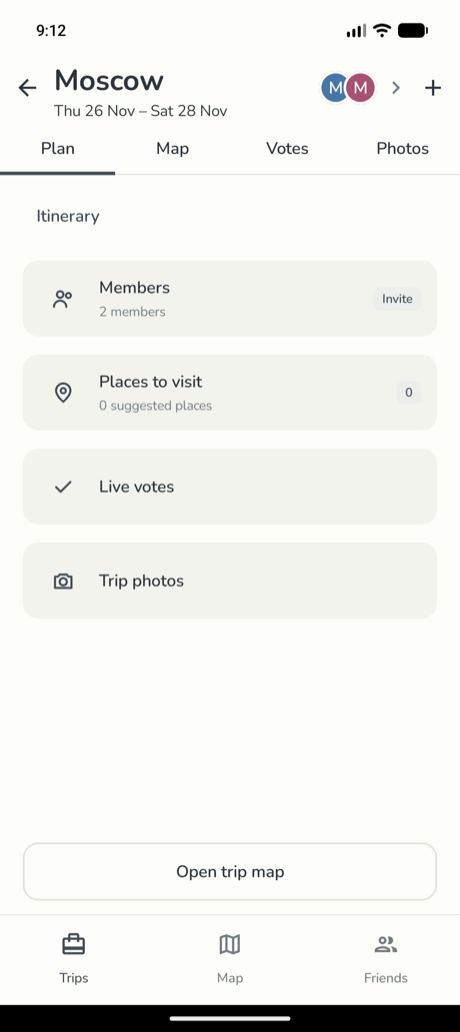 9:12
Moscow
Thu 26 Nov – Sat 28 Nov
M M
Plan Map Votes Photos
Itinerary
Members
2 members
Invite
Places to visit
0 suggested places
0
Live votes
Trip photos
Open trip map
Trips Map Friends